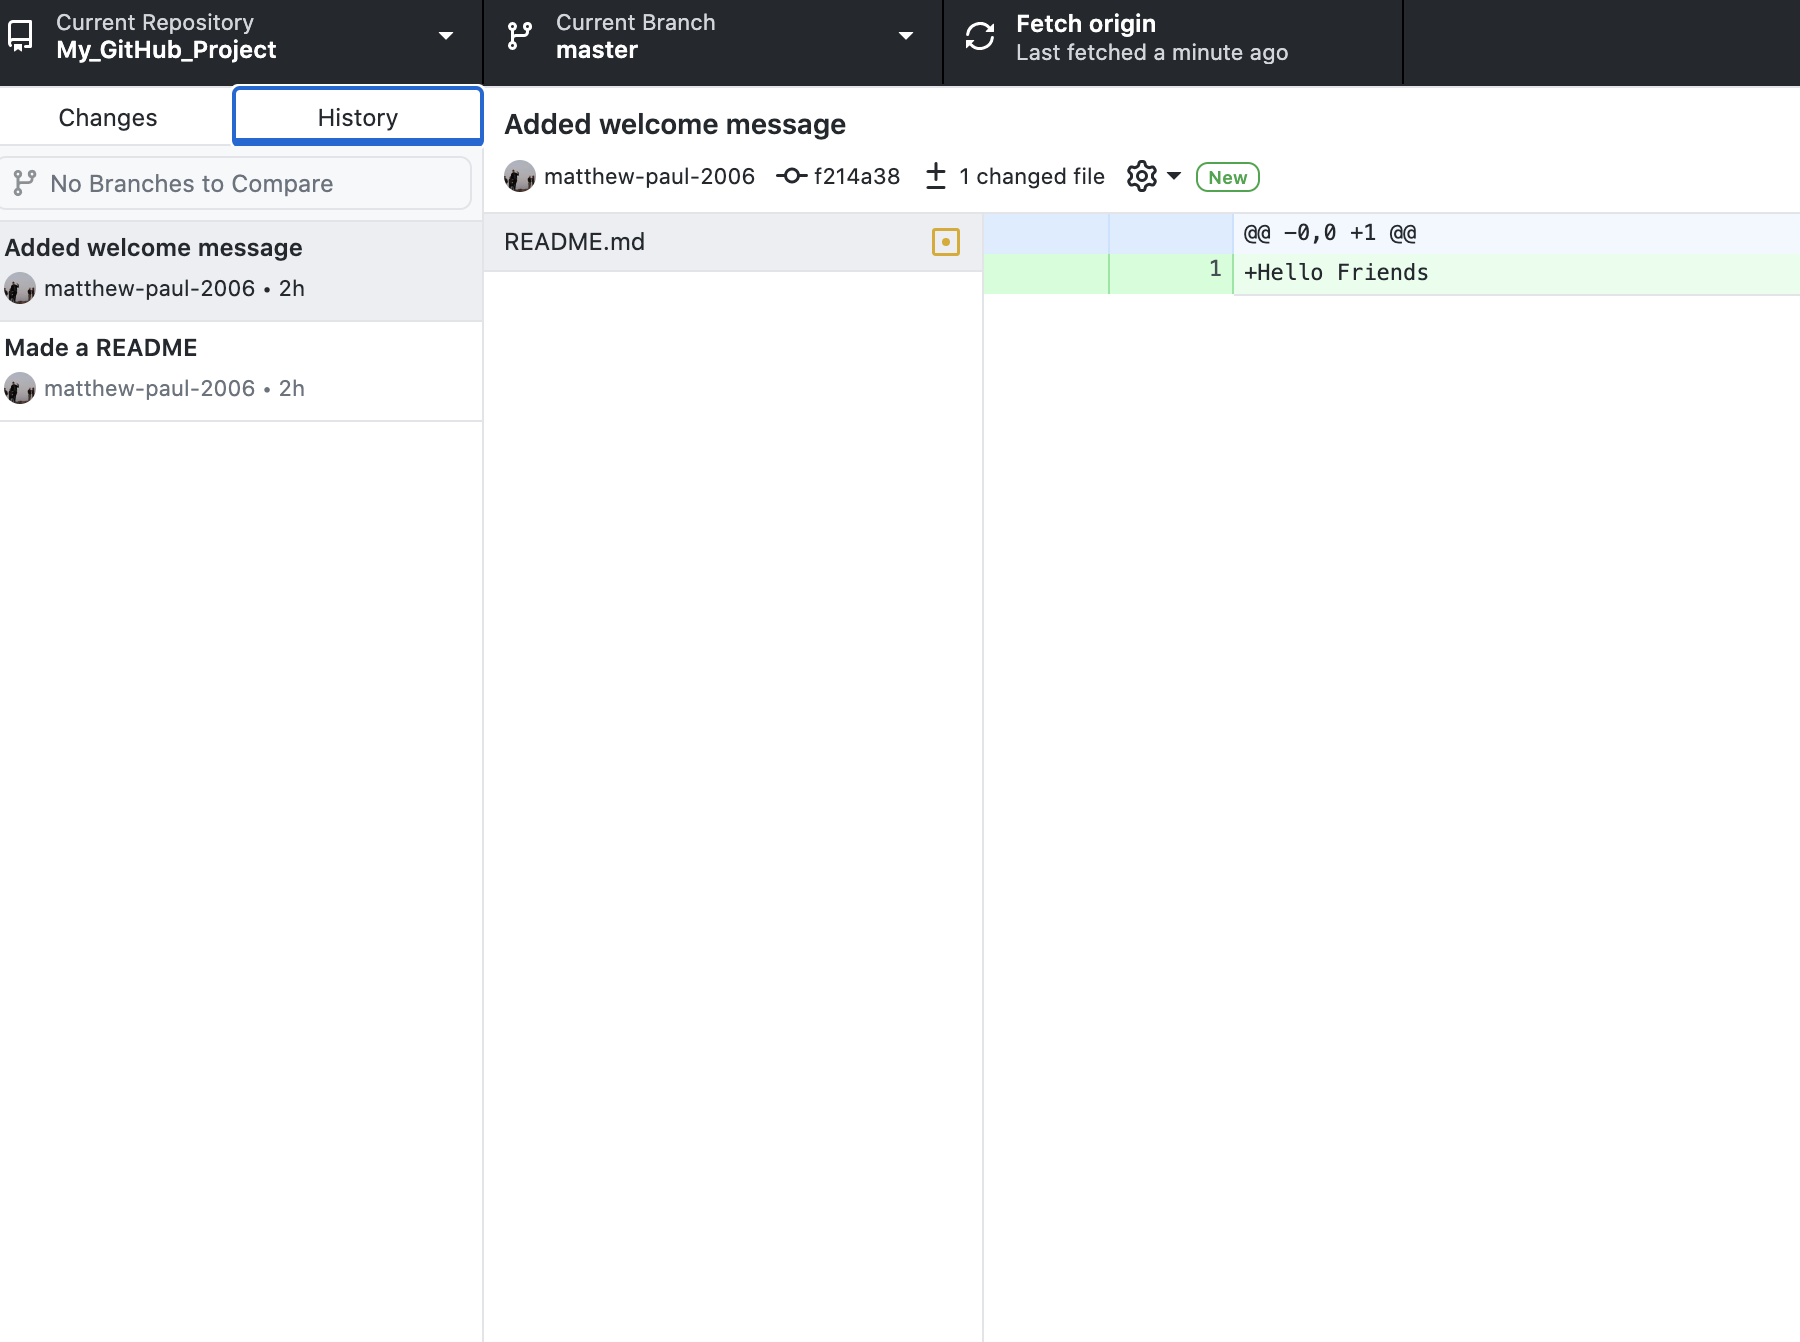 Current Repository
My_GitHub_Project
Current Branch
master
Fetch origin
Last fetched a minute ago
Changes
History
No Branches to Compare
Added welcome message
matthew-paul-2006 • 2h
Made a README
matthew-paul-2006 • 2h
Added welcome message
matthew-paul-2006 f214a38 1 changed file New
README.md
@@ -0,0 +1 @@
1 +Hello Friends